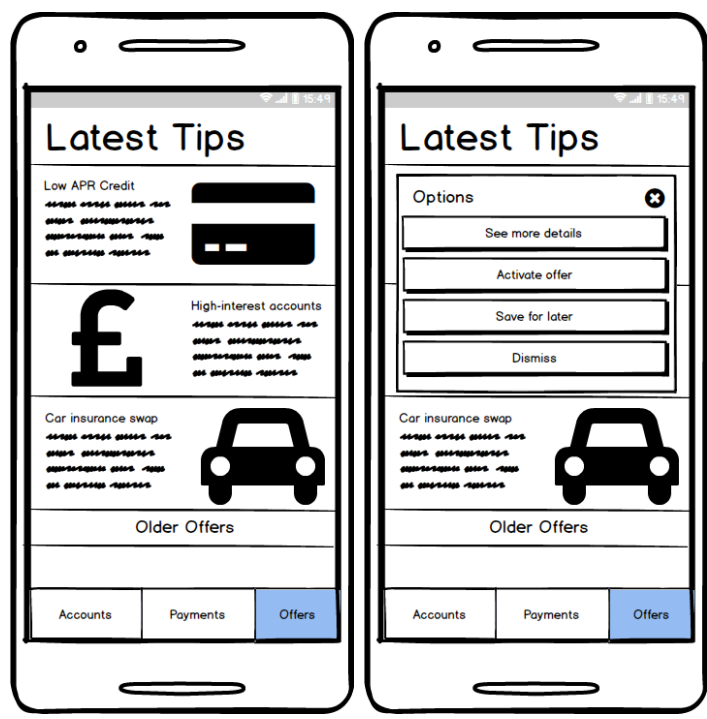 15:49
Latest Tips
Low APR Credit
High-interest accounts
Car insurance swap
Older Offers
Accounts
Payments
Offers
15:49
Latest Tips
Options
See more details
Activate offer
Save for later
Dismiss
Car insurance swap
Older Offers
Accounts
Payments
Offers